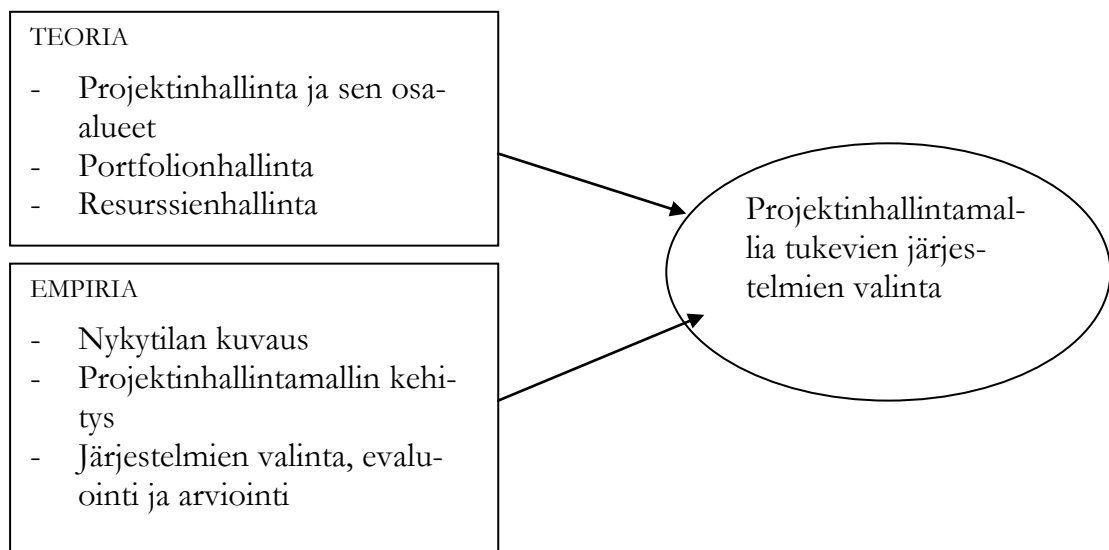 TEORIA
- Projektinhallinta ja sen osa-
alueet
- Portfolionhallinta
- Resurssienhallinta
EMPIRIA
- Nykytilan kuvaus
- Projektinhallintamallin kehi-
tys
- Järjestelmien valinta, evalu-
ointi ja arviointi
Projektinhallintamal-
lia tukevien järjes-
telmien valinta